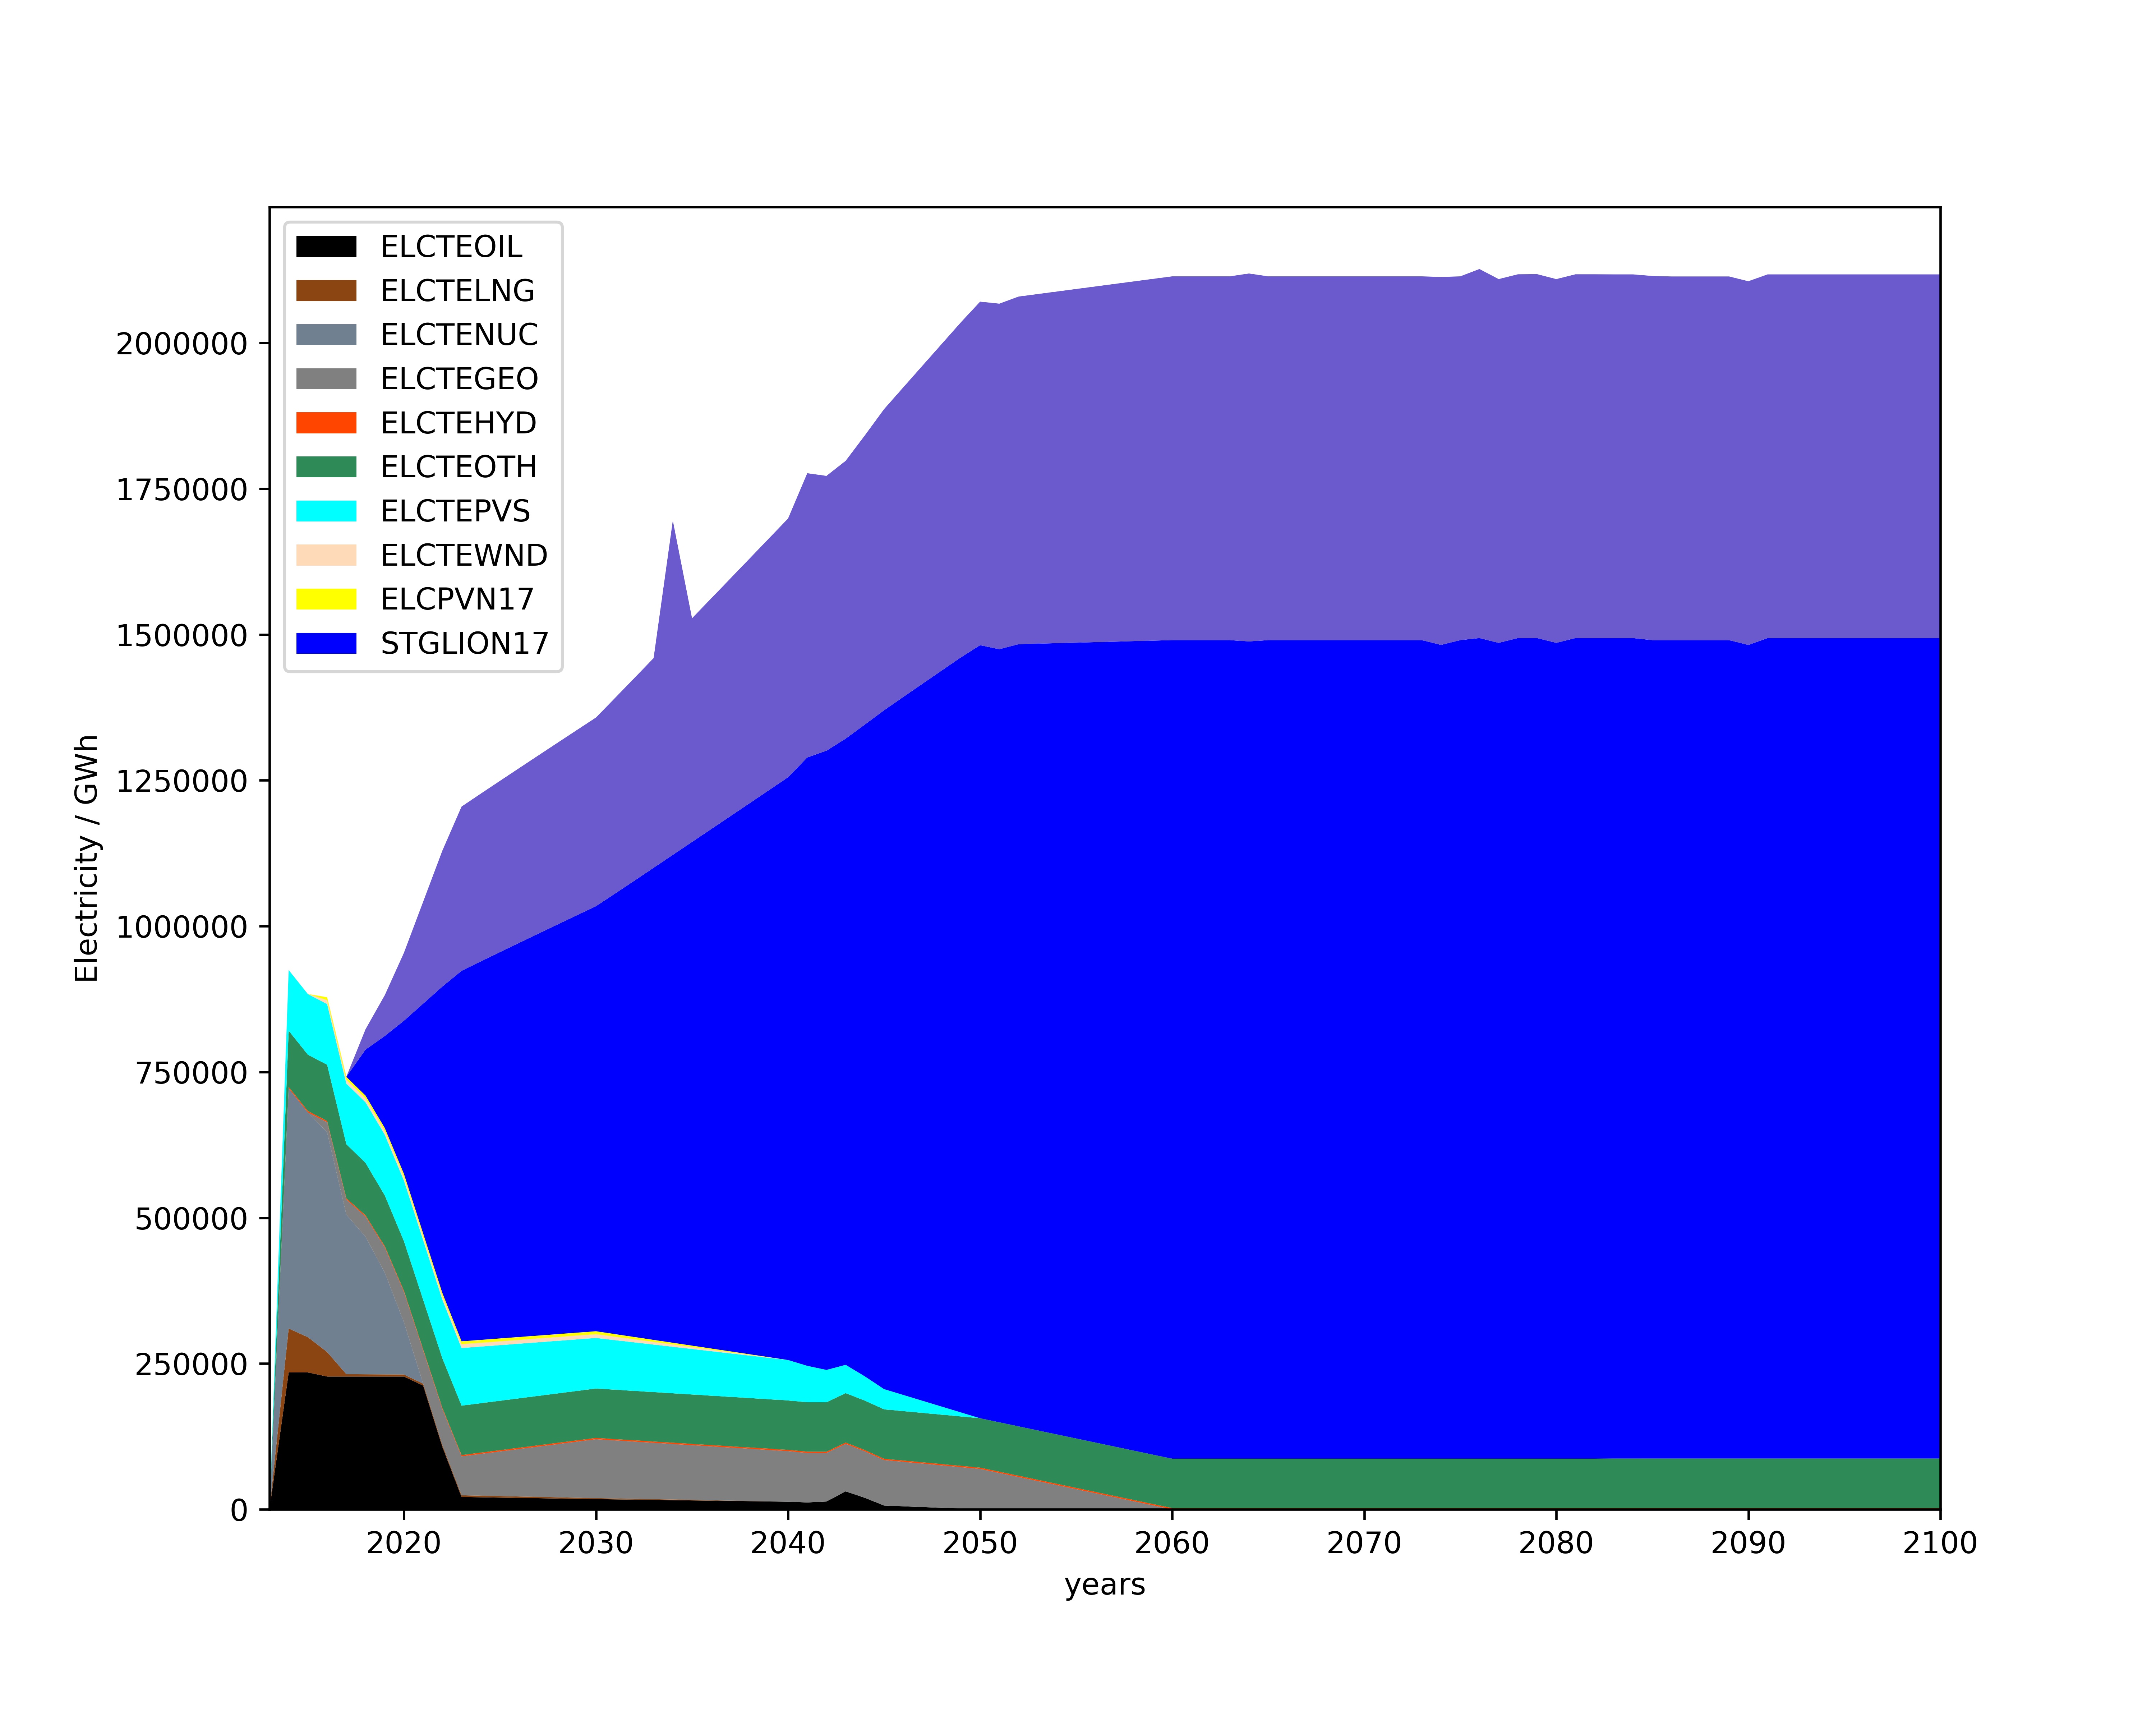 ELCTEOIL
ELCTELNG
ELCTENUC
ELCTEGEO
ELCTEHYD
ELCTEOTH
ELCTEPVS
ELCTEWND
ELCPVN17
STGLION17
Electricity / GWh
2000000
1750000
1500000
1250000
1000000
750000
500000
250000
0
2020 2030 2040 2050 2060 2070 2080 2090 2100
years